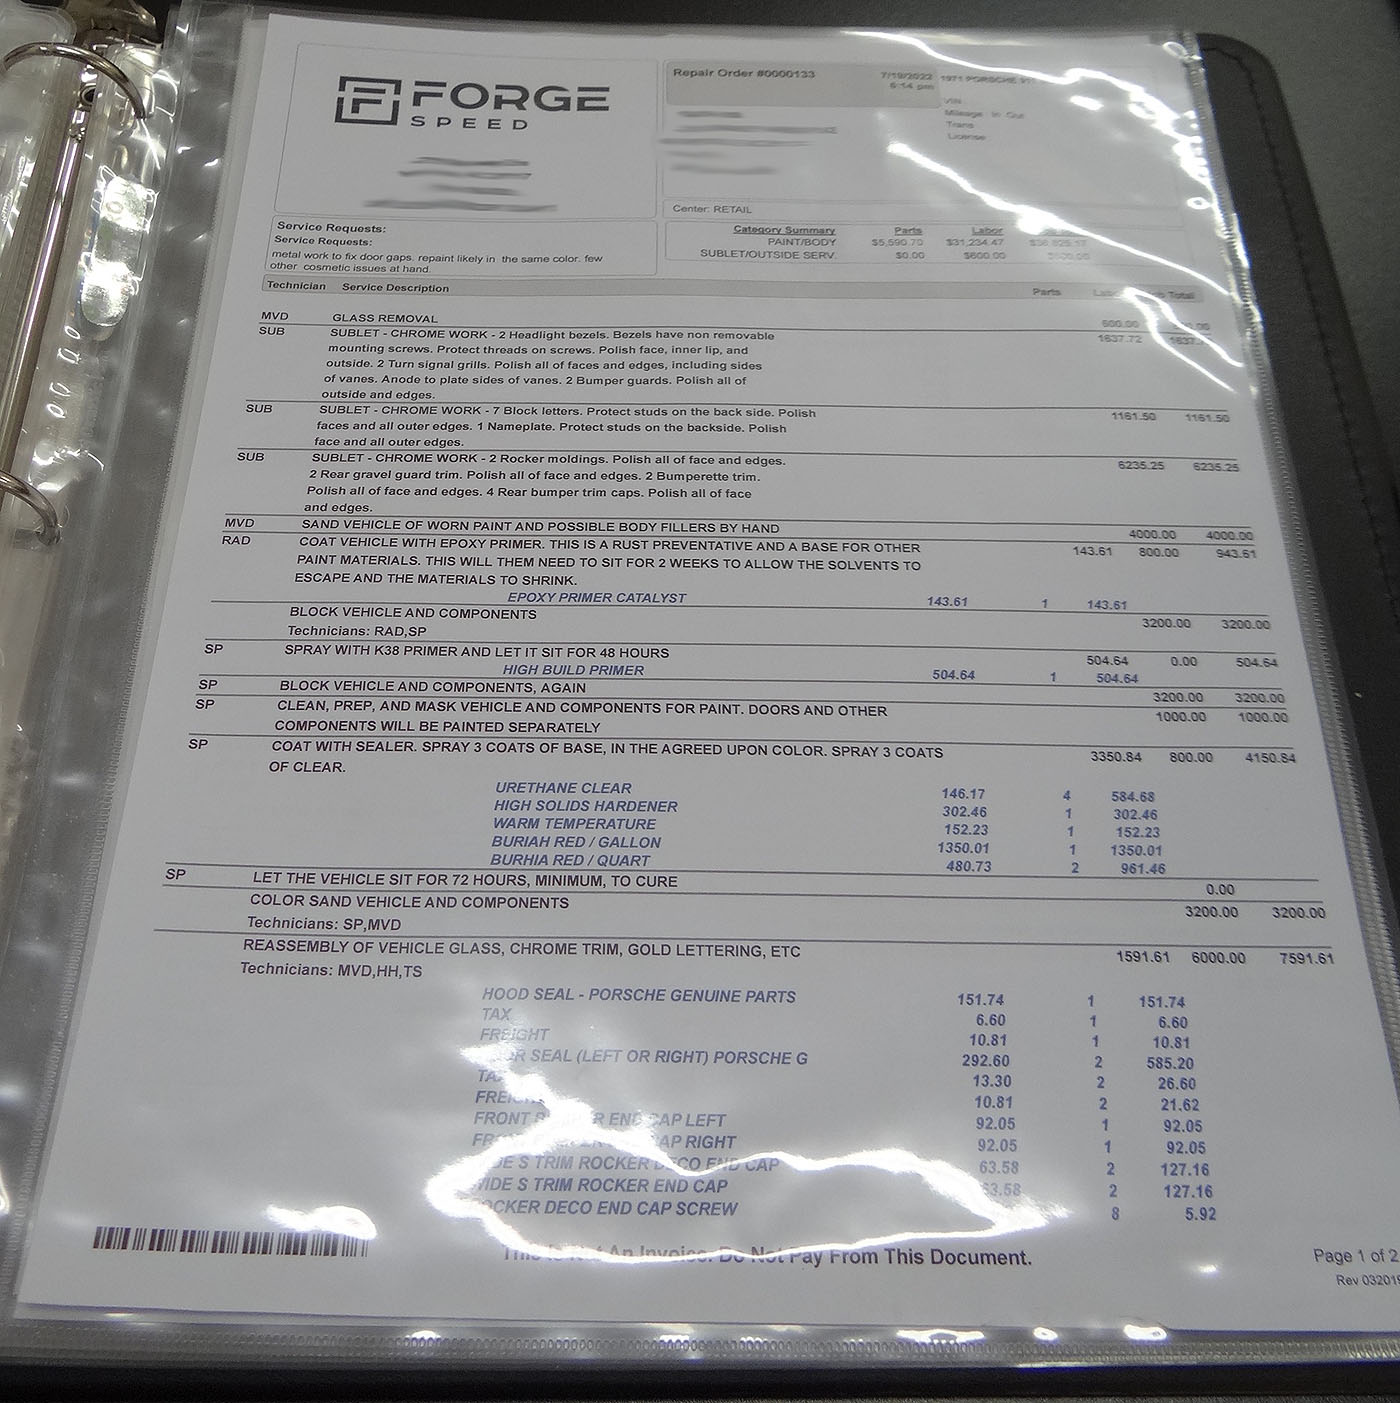 FORGE
SPEED
Repair Order #0000133
7/19/2022 1971 PORSCHE
6:14 pm
VIN
Mileage In Out
Trans
License
Center: RETAIL
Service Requests:
Service Requests:
metal work to fix door gaps. repaint likely in the same color. few
other cosmetic issues at hand.
Category Summary Parts Labor
PAINT/BODY $5,590.70 $31,234.47
SUBLET/OUTSIDE SERV. $0.00 $600.00
Technician Service Description Parts Total
MVD GLASS REMOVAL 600.00
SUB SUBLET - CHROME WORK - 2 Headlight bezels. Bezels have non removable 1637.72
mounting screws. Protect threads on screws. Polish face, inner lip, and
outside. 2 Turn signal grills. Polish all of faces and edges, including sides
of vanes. Anode to plate sides of vanes. 2 Bumper guards. Polish all of
outside and edges.
SUB SUBLET - CHROME WORK - 7 Block letters. Protect studs on the back side. Polish 1161.50 1161.50
faces and all outer edges. 1 Nameplate. Protect studs on the backside. Polish
face and all outer edges.
SUB SUBLET - CHROME WORK - 2 Rocker moldings. Polish all of face and edges. 6235.25 6235.25
2 Rear gravel guard trim. Polish all of face and edges. 2 Bumperette trim.
Polish all of face and edges. 4 Rear bumper trim caps. Polish all of face
and edges.
MVD SAND VEHICLE OF WORN PAINT AND POSSIBLE BODY FILLERS BY HAND 4000.00 4000.00
RAD COAT VEHICLE WITH EPOXY PRIMER. THIS IS A RUST PREVENTATIVE AND A BASE FOR OTHER 143.61 800.00 943.61
PAINT MATERIALS. THIS WILL THEM NEED TO SIT FOR 2 WEEKS TO ALLOW THE SOLVENTS TO
ESCAPE AND THE MATERIALS TO SHRINK.
EPOXY PRIMER CATALYST 143.61 1 143.61
BLOCK VEHICLE AND COMPONENTS 3200.00 3200.00
Technicians: RAD,SP
SP SPRAY WITH K38 PRIMER AND LET IT SIT FOR 48 HOURS 504.64 0.00 504.64
HIGH BUILD PRIMER 504.64 1 504.64
SP BLOCK VEHICLE AND COMPONENTS, AGAIN 3200.00 3200.00
SP CLEAN, PREP, AND MASK VEHICLE AND COMPONENTS FOR PAINT. DOORS AND OTHER 1000.00 1000.00
COMPONENTS WILL BE PAINTED SEPARATELY
SP COAT WITH SEALER. SPRAY 3 COATS OF BASE, IN THE AGREED UPON COLOR. SPRAY 3 COATS 3350.84 800.00 4150.84
OF CLEAR.
URETHANE CLEAR 146.17 4 584.68
HIGH SOLIDS HARDENER 302.46 1 302.46
WARM TEMPERATURE 152.23 1 152.23
BURIAH RED / GALLON 1350.01 1 1350.01
BURHIA RED / QUART 480.73 2 961.46
SP LET THE VEHICLE SIT FOR 72 HOURS, MINIMUM, TO CURE 0.00
COLOR SAND VEHICLE AND COMPONENTS 3200.00 3200.00
Technicians: SP,MVD
REASSEMBLY OF VEHICLE GLASS, CHROME TRIM, GOLD LETTERING, ETC 1591.61 6000.00 7591.61
Technicians: MVD,HH,TS
HOOD SEAL - PORSCHE GENUINE PARTS 151.74 1 151.74
TAX 6.60 1 6.60
FREIGHT 10.81 1 10.81
SEAL (LEFT OR RIGHT) PORSCHE G 292.60 2 585.20
TAX 13.30 2 26.60
FREIGHT 10.81 2 21.62
FRONT END CAP LEFT 92.05 1 92.05
CAP RIGHT 92.05 1 92.05
S TRIM ROCKER DECO END CAP 63.58 2 127.16
S TRIM ROCKER END CAP 63.58 2 127.16
ROCKER DECO END CAP SCREW 8 5.92
This Is Not An Invoice. Do Not Pay From This Document.
Page 1 of 2